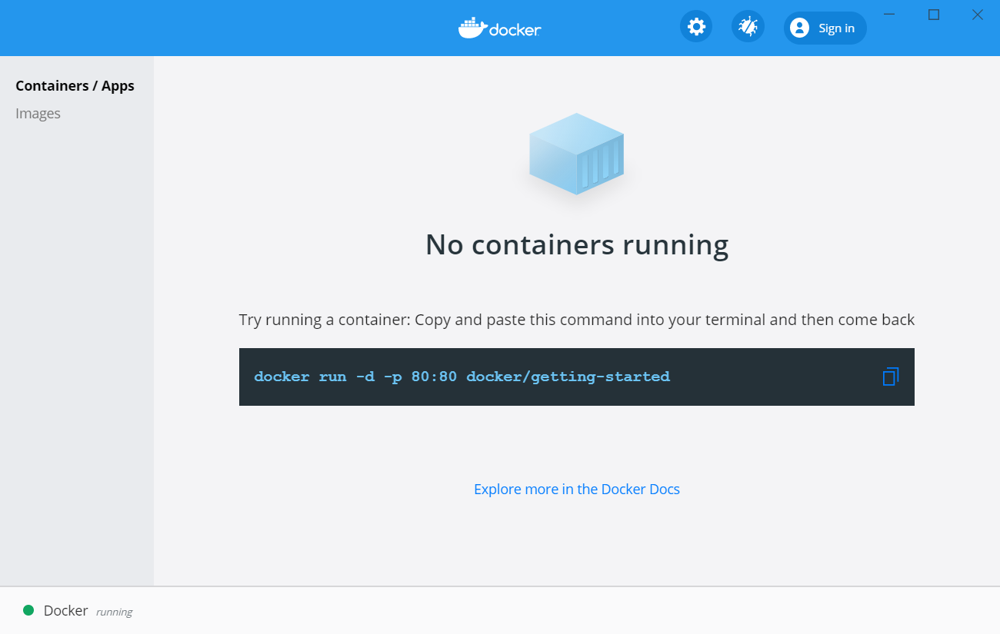 docker
Sign in
Containers / Apps
Images
No containers running
Try running a container: Copy and paste this command into your terminal and then come back
docker run -d -p 80:80 docker/getting-started
Explore more in the Docker Docs
Docker running